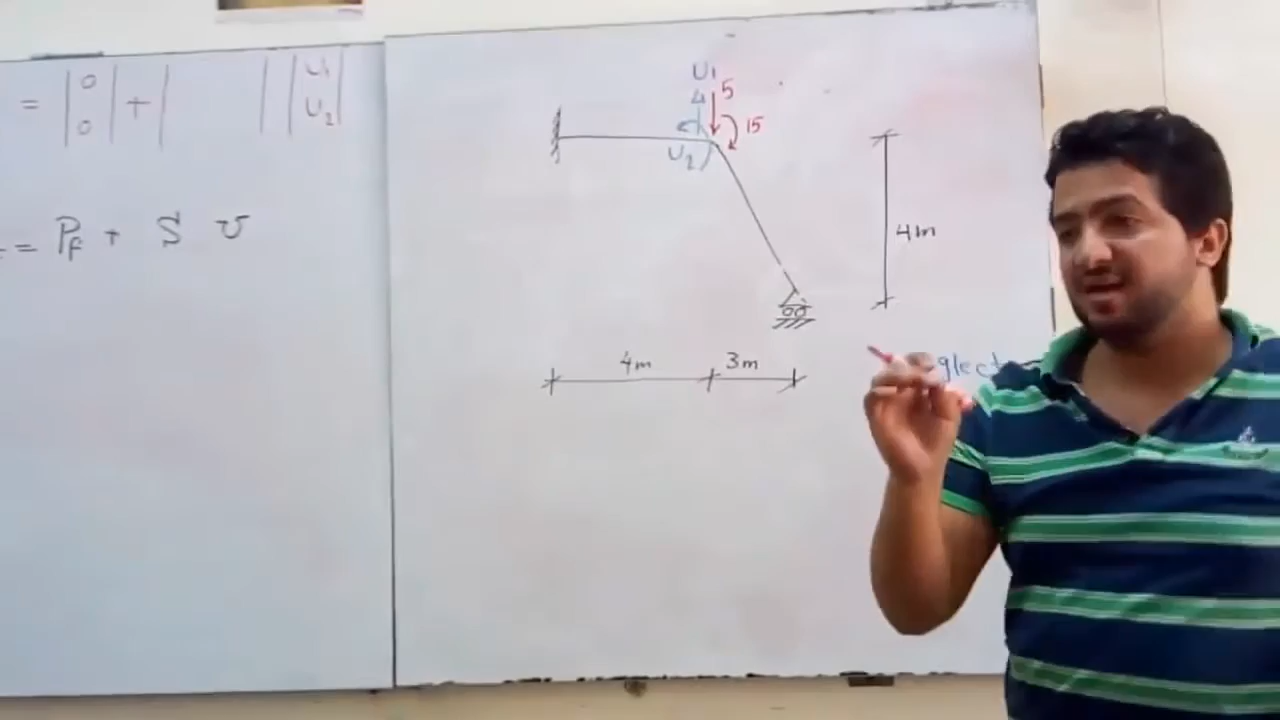 = |0 0| + | | |U1 U2|
= Pf + S U
U1
5
15
U2
4m
4m
3m
glect